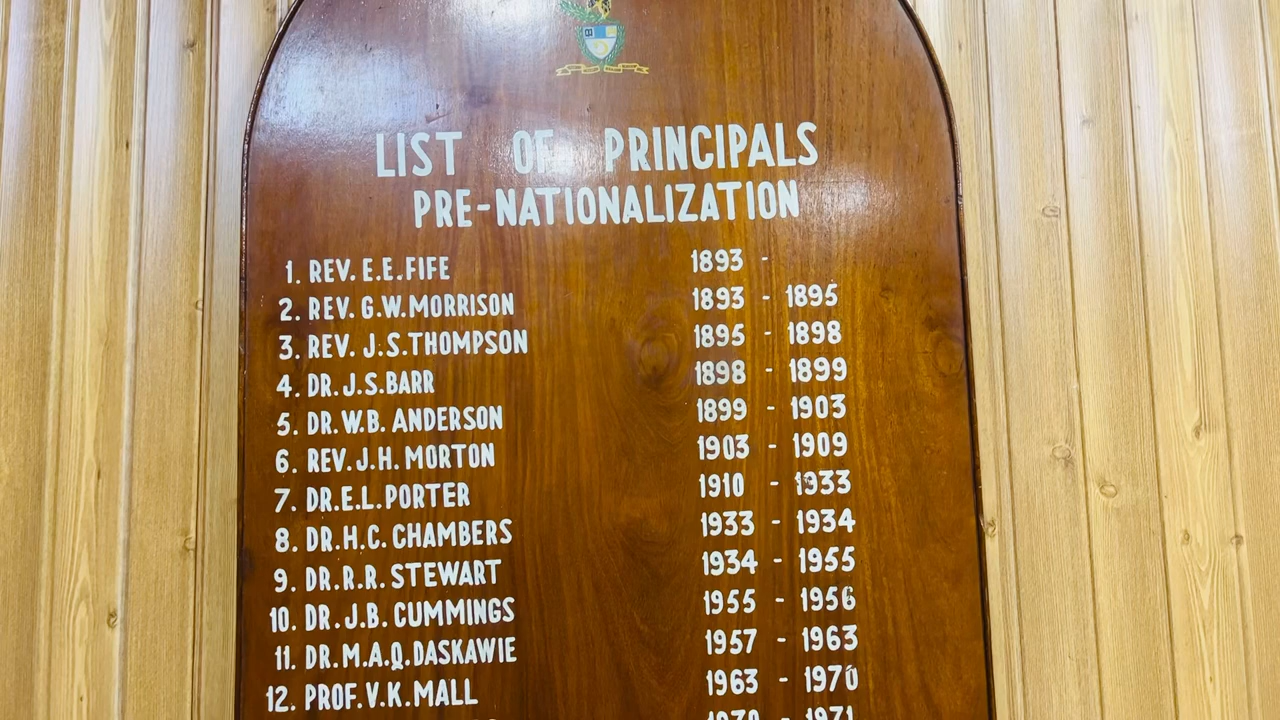 LIST OF PRINCIPALS
PRE-NATIONALIZATION
1. REV. E.E. FIFE 1893 -
2. REV. G.W. MORRISON 1893 - 1895
3. REV. J.S. THOMPSON 1895 - 1898
4. DR. J.S. BARR 1898 - 1899
5. DR. W.B. ANDERSON 1899 - 1903
6. REV. J.H. MORTON 1903 - 1909
7. DR. E.L. PORTER 1910 - 1933
8. DR. H.C. CHAMBERS 1933 - 1934
9. DR. R.R. STEWART 1934 - 1955
10. DR. J.B. CUMMINGS 1955 - 1956
11. DR. M.A.Q. DASKAWIE 1957 - 1963
12. PROF. V.K. MALL 1963 - 1970
1970 - 1971